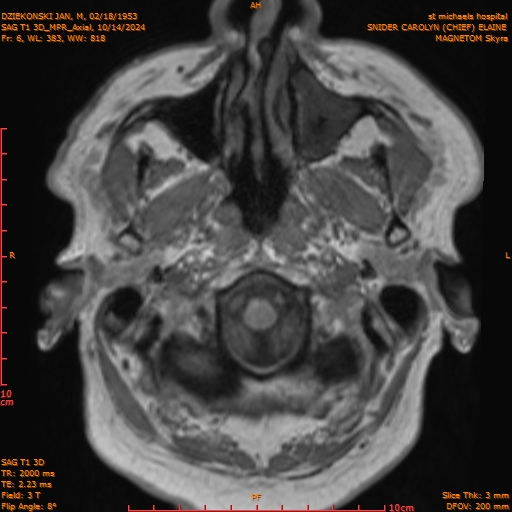 DZIEKONSKI JAN, M, 02/18/1953
SAG T1 3D_MPR_Axial, 10/14/2024
Fr: 6, WL: 383, WW: 818
AH
st michaels hospital
SNIDER CAROLYN (CHIEF) ELAINE
MAGNETOM Skyra
R
L
10
cm
SAG T1 3D
TR: 2000 ms
TE: 2.23 ms
Field: 3 T
Flip Angle: 8°
PF
10cm
Slice Thk: 3 mm
DFOV: 200 mm